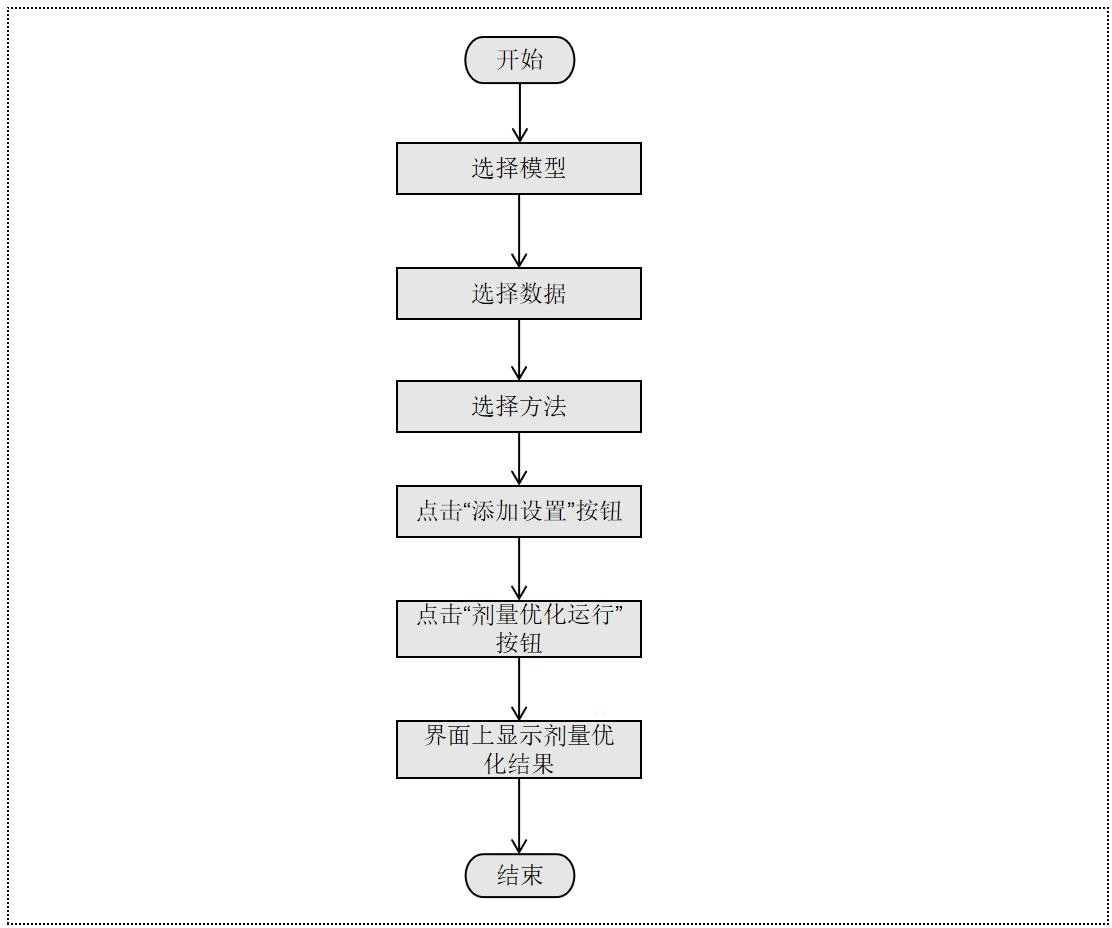 开始
选择模型
选择数据
选择方法
点击“添加设置”按钮
点击“剂量优化运行”
按钮
界面上显示剂量优
化结果
结束